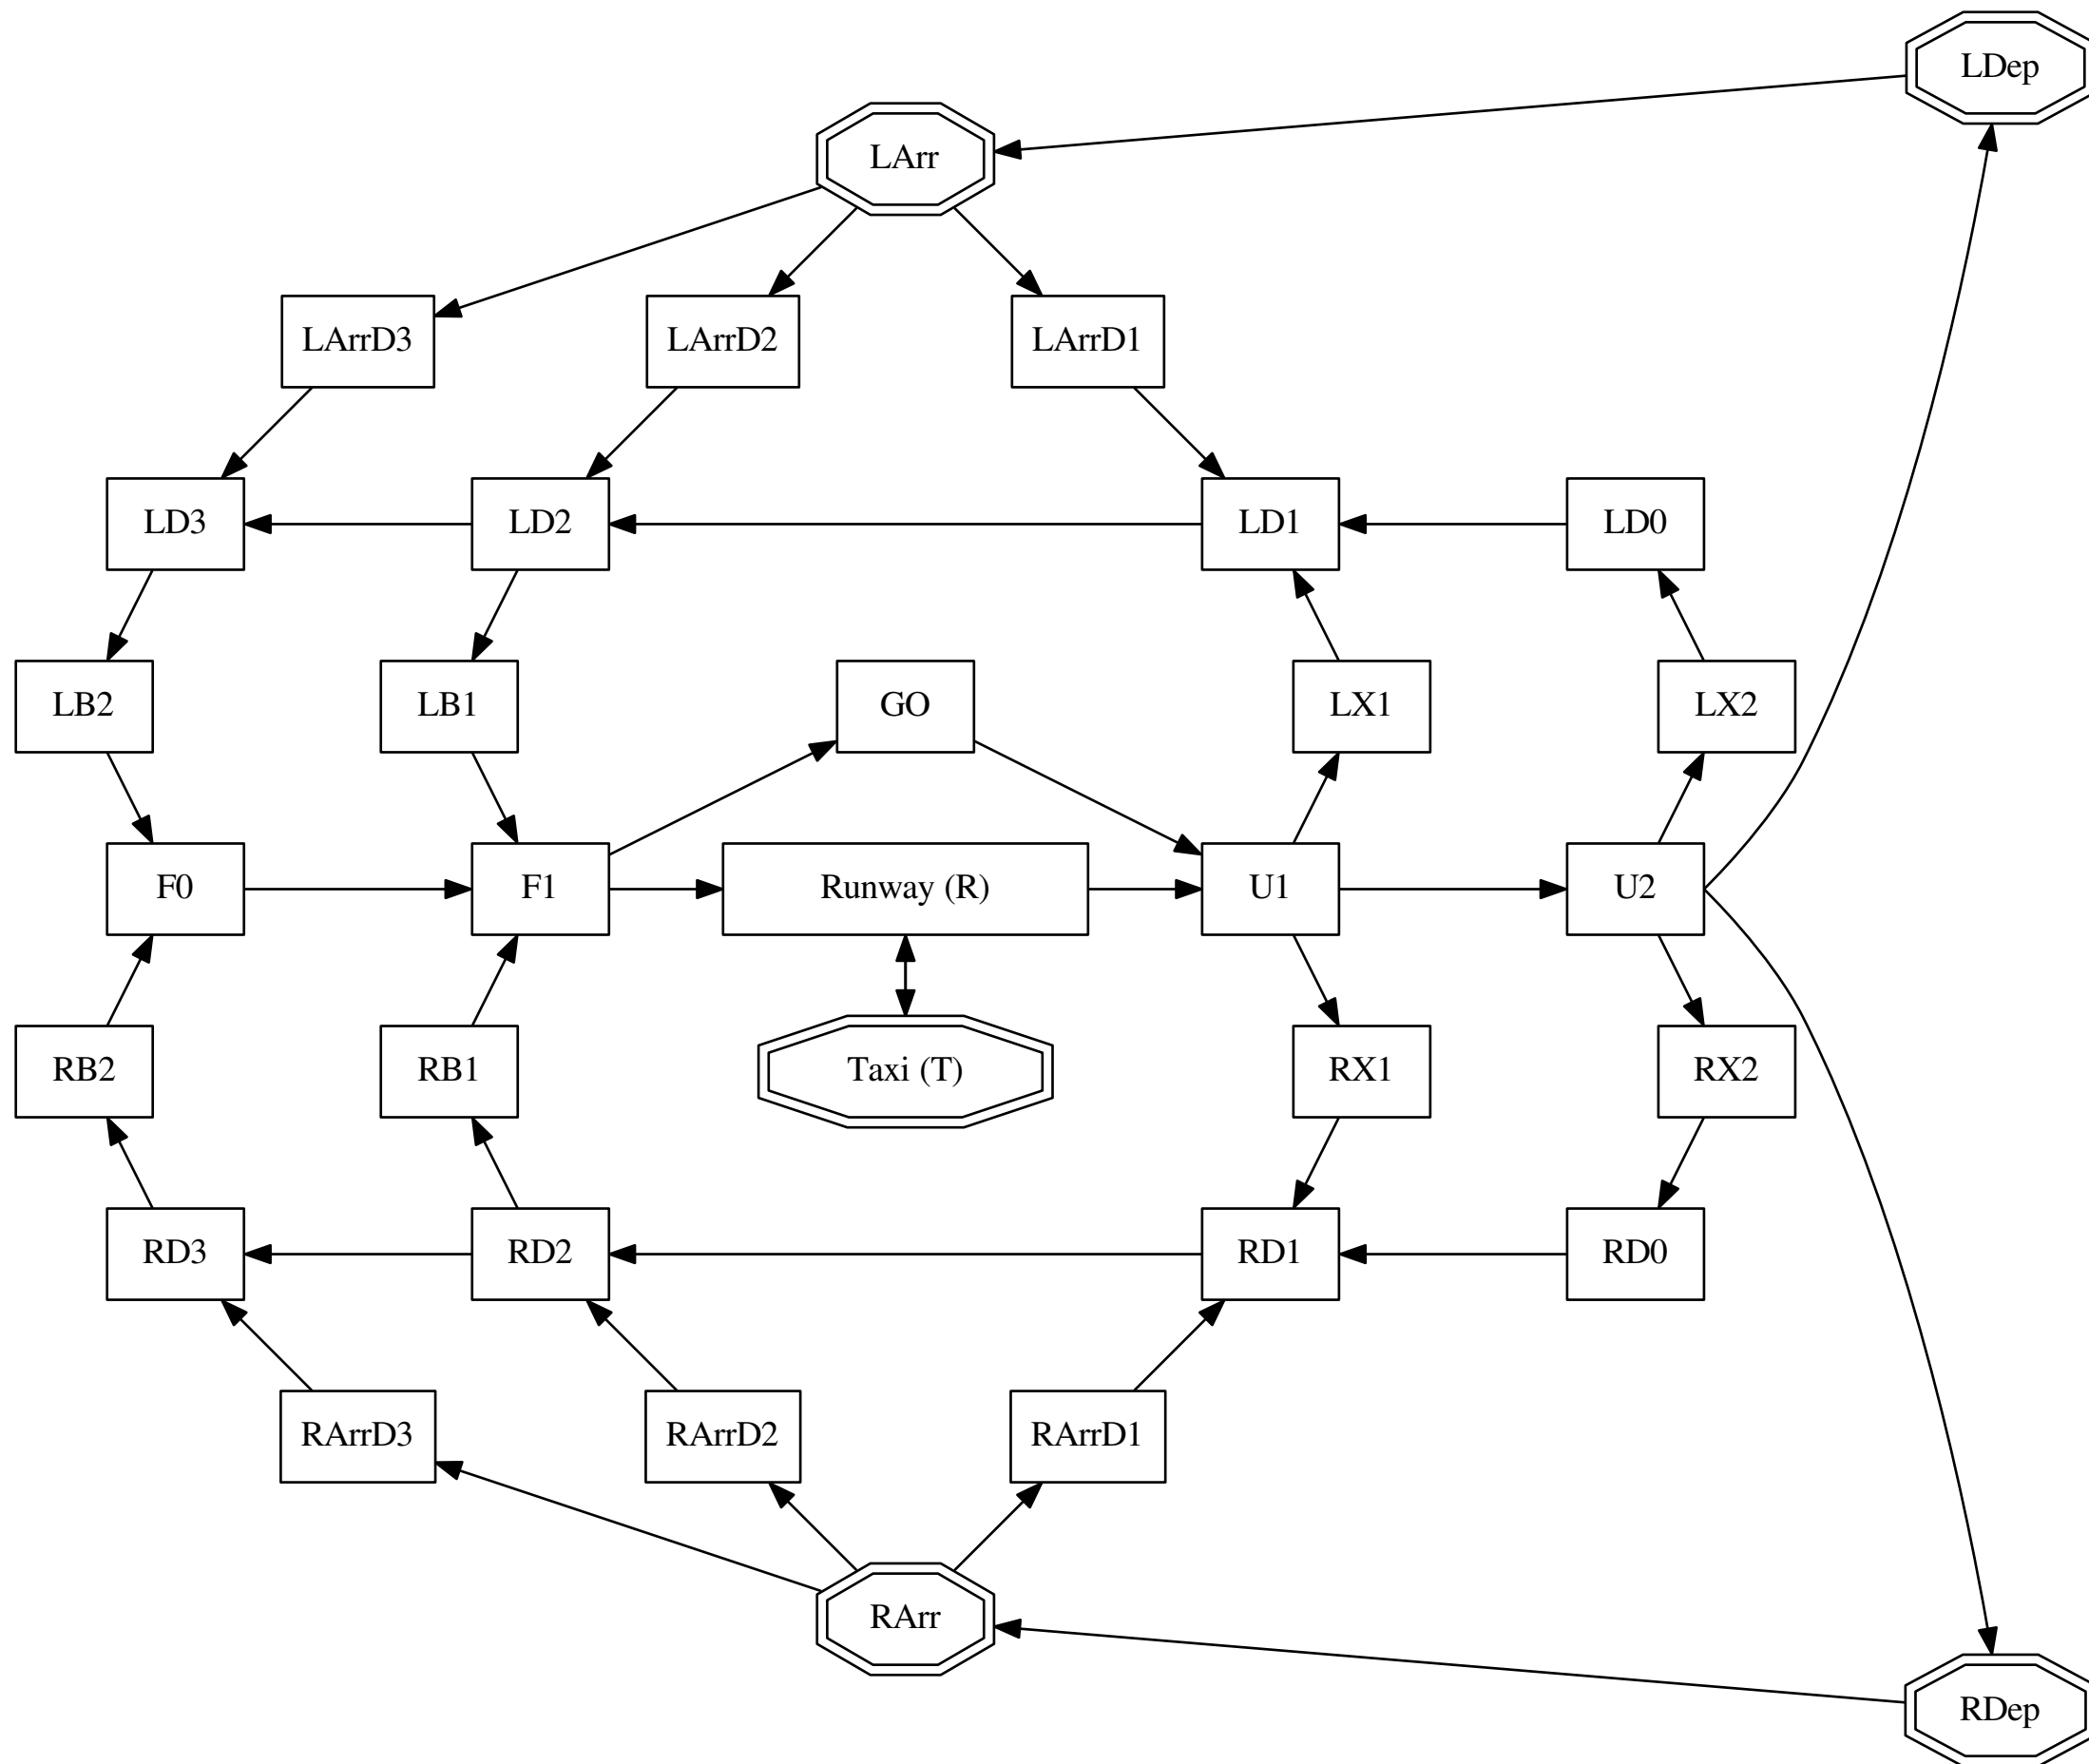 LDep
LArr
LArrD3
LArrD2
LArrD1
LD3
LD2
LD1
LD0
LB2
LB1
GO
LX1
LX2
F0
F1
Runway (R)
U1
U2
RB2
RB1
Taxi (T)
RX1
RX2
RD3
RD2
RD1
RD0
RArrD3
RArrD2
RArrD1
RArr
RDep